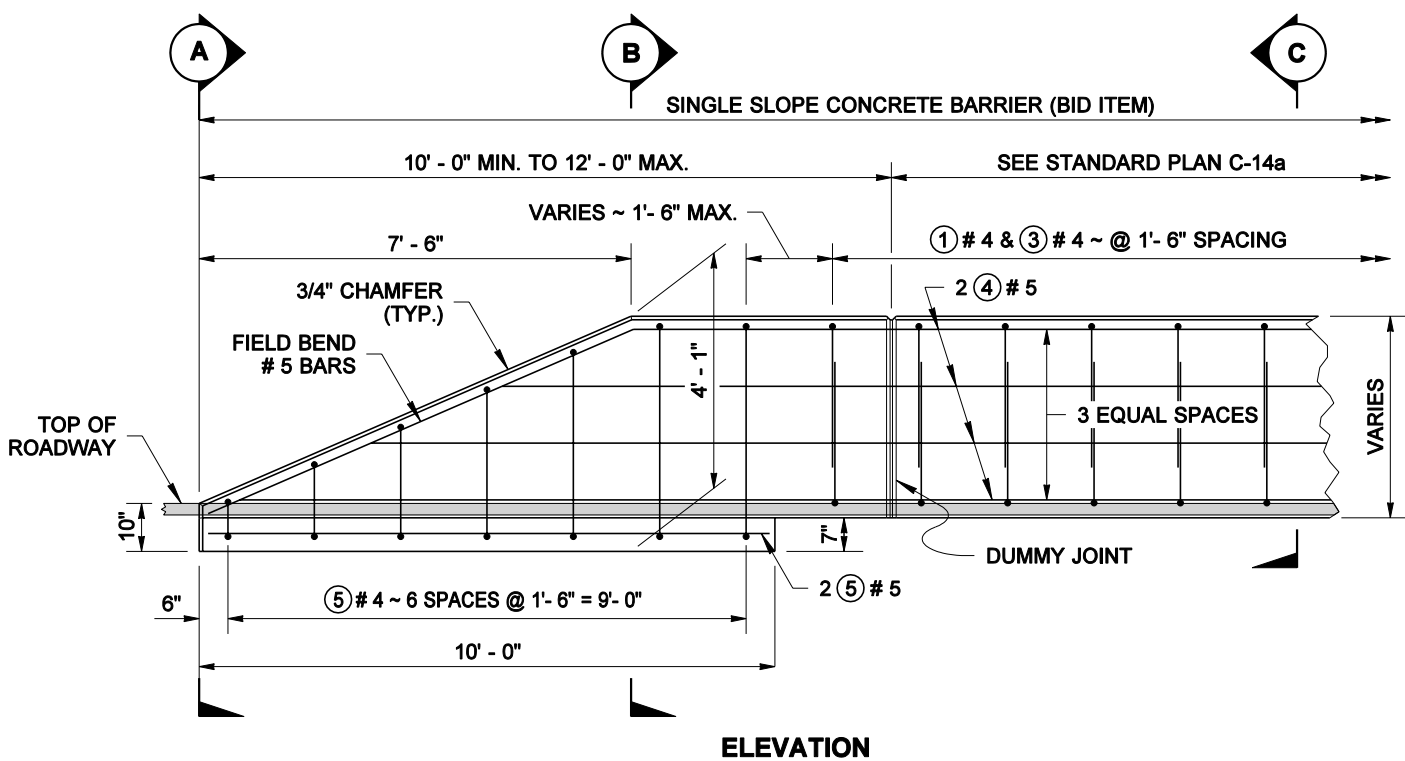 A
B
C
SINGLE SLOPE CONCRETE BARRIER (BID ITEM)
10' - 0" MIN. TO 12' - 0" MAX.
SEE STANDARD PLAN C-14a
VARIES ~ 1'- 6" MAX.
7' - 6"
1 # 4 & 3 # 4 ~ @ 1'- 6" SPACING
3/4" CHAMFER
(TYP.)
2 4 # 5
FIELD BEND
# 5 BARS
4' - 1"
3 EQUAL SPACES
VARIES
TOP OF
ROADWAY
10"
7"
DUMMY JOINT
2 5 # 5
6"
5 # 4 ~ 6 SPACES @ 1'- 6" = 9'- 0"
10' - 0"
ELEVATION